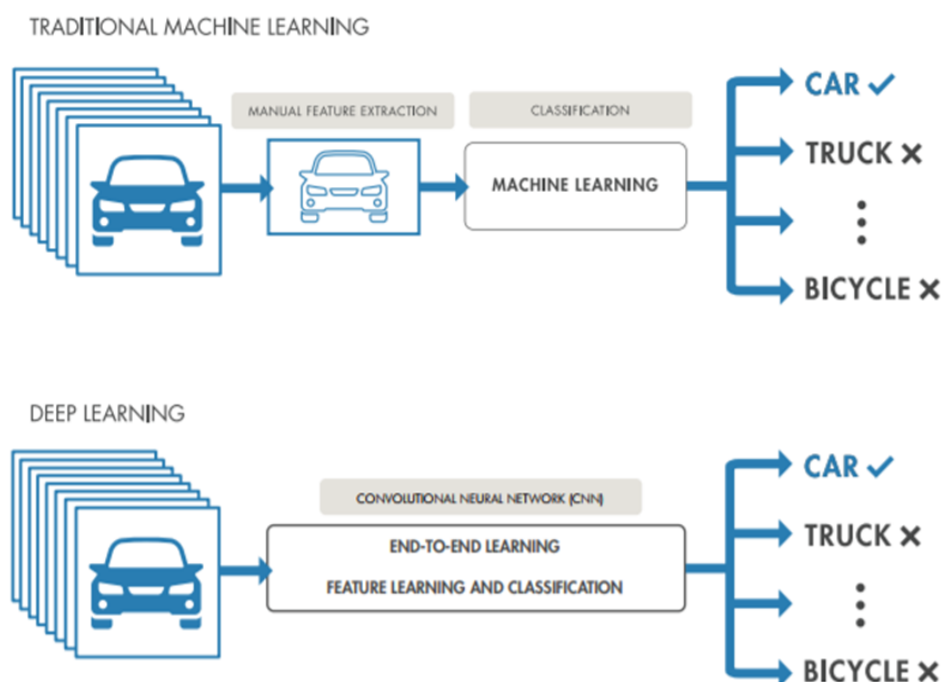 TRADITIONAL MACHINE LEARNING
MANUAL FEATURE EXTRACTION
CLASSIFICATION
MACHINE LEARNING
CAR ✓
TRUCK ✕
⋮
BICYCLE ✕
DEEP LEARNING
CONVOLUTIONAL NEURAL NETWORK (CNN)
END-TO-END LEARNING
FEATURE LEARNING AND CLASSIFICATION
CAR ✓
TRUCK ✕
⋮
BICYCLE ✕